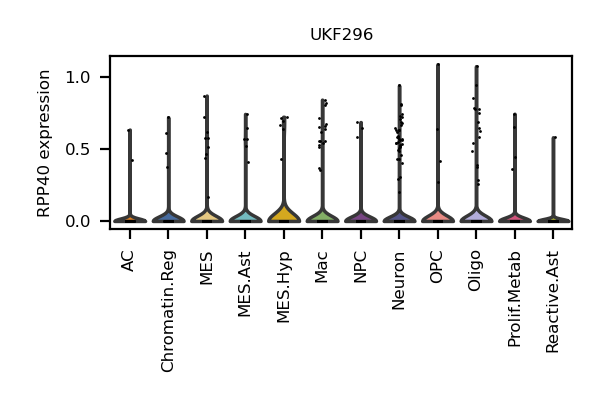 UKF296
RPP40 expression
1.0
0.5
0.0
AC
Chromatin.Reg
MES
MES.Ast
MES.Hyp
Mac
NPC
Neuron
OPC
Oligo
Prolif.Metab
Reactive.Ast